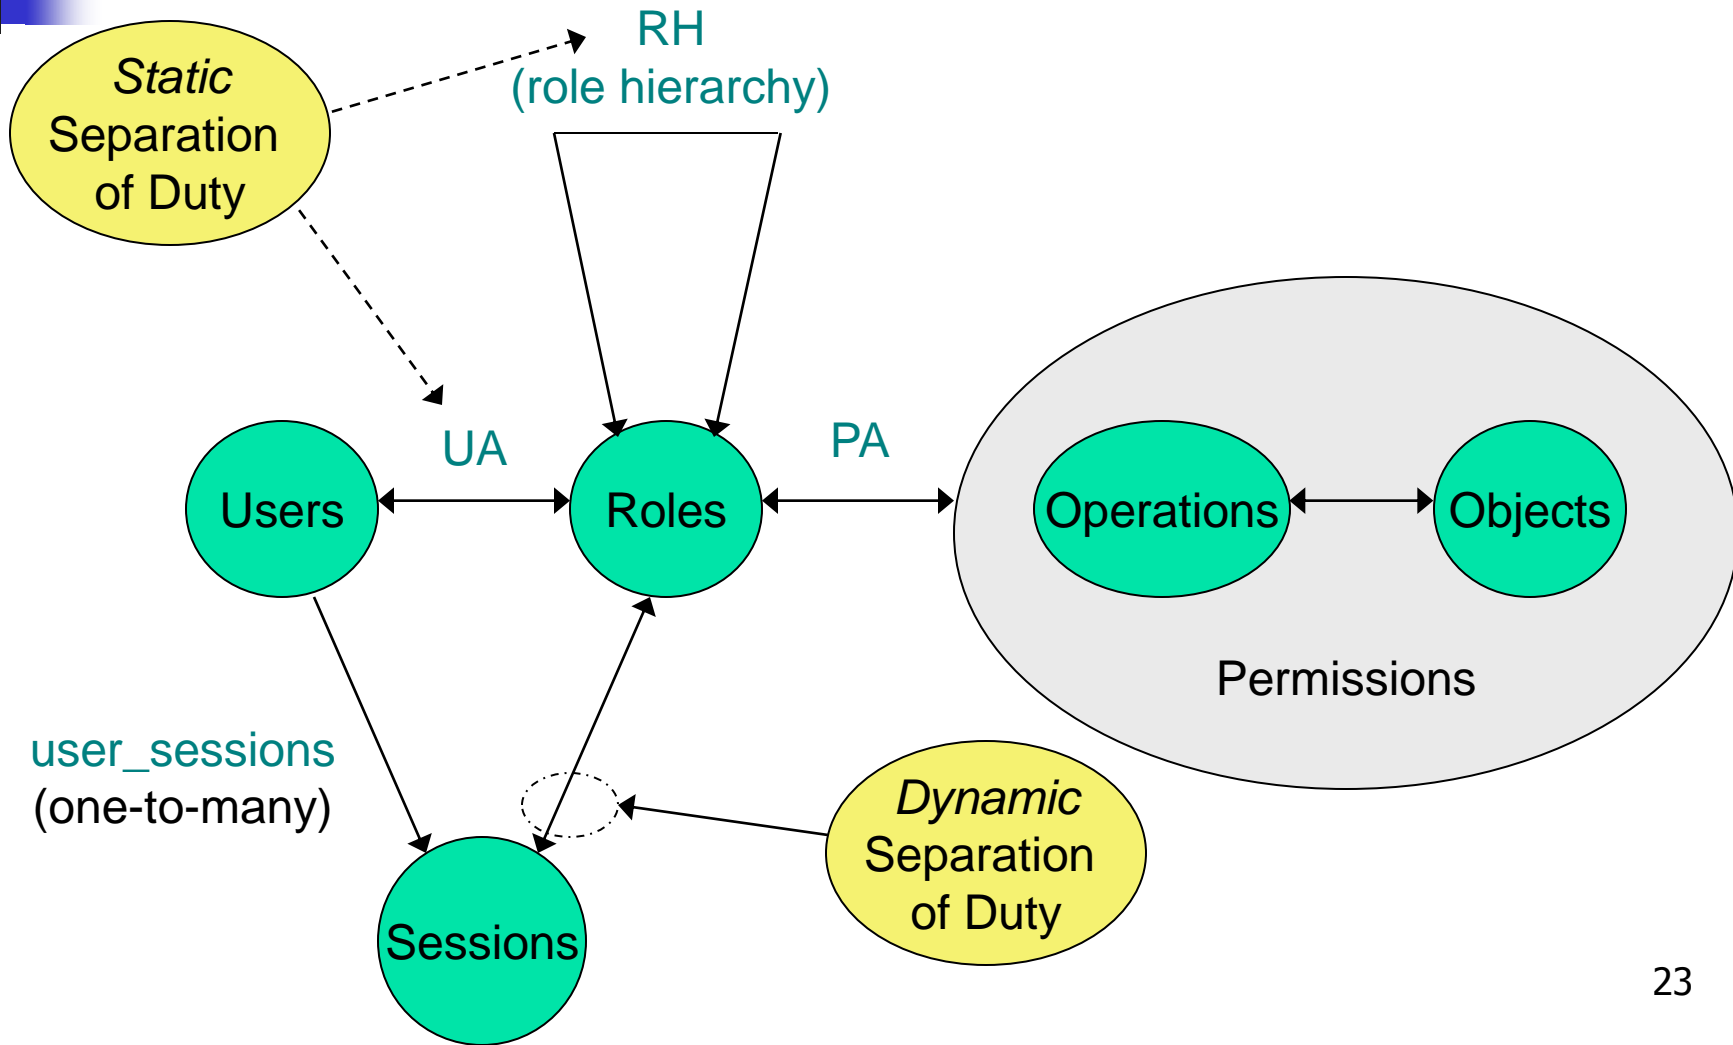 RH
(role hierarchy)
Static
Separation
of Duty
UA
PA
Users
Roles
Operations
Objects
Permissions
user_sessions
(one-to-many)
Dynamic
Separation
of Duty
Sessions
23